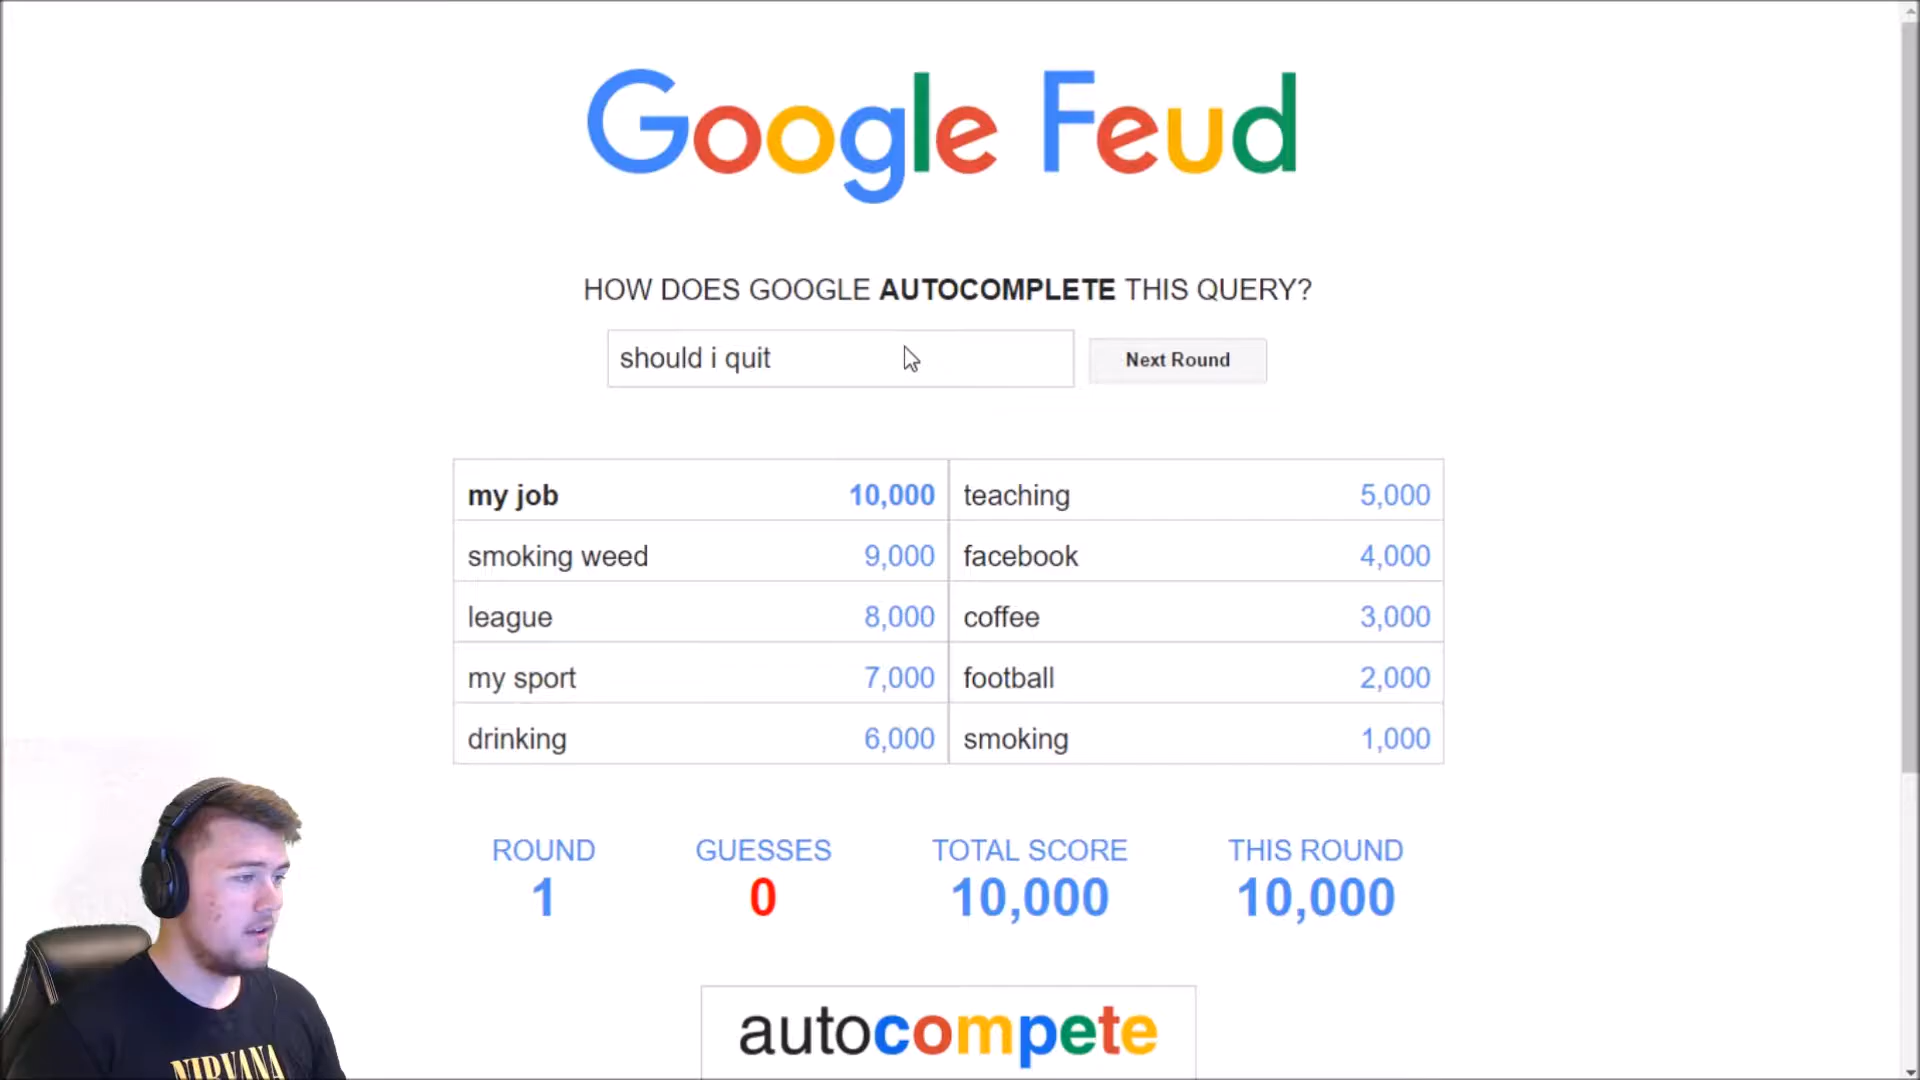 Google Feud
HOW DOES GOOGLE AUTOCOMPLETE THIS QUERY?
should i quit
Next Round
my job 10,000
smoking weed 9,000
league 8,000
my sport 7,000
drinking 6,000
teaching 5,000
facebook 4,000
coffee 3,000
football 2,000
smoking 1,000
ROUND
1
GUESSES
0
TOTAL SCORE
10,000
THIS ROUND
10,000
autocompete
NIRVANA